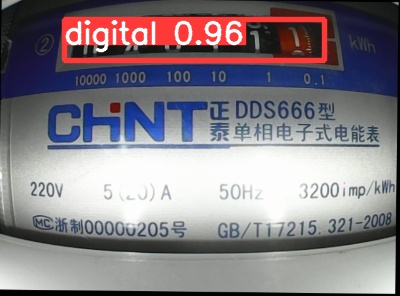 digital 0.96
② kWh
10000 1000 100 10 1 0.1
CHNT 正泰 DDS666型
单相电子式电能表
220V 5(20)A 50Hz 3200imp/kWh
MC 浙制00000205号 GB/T17215.321-2008